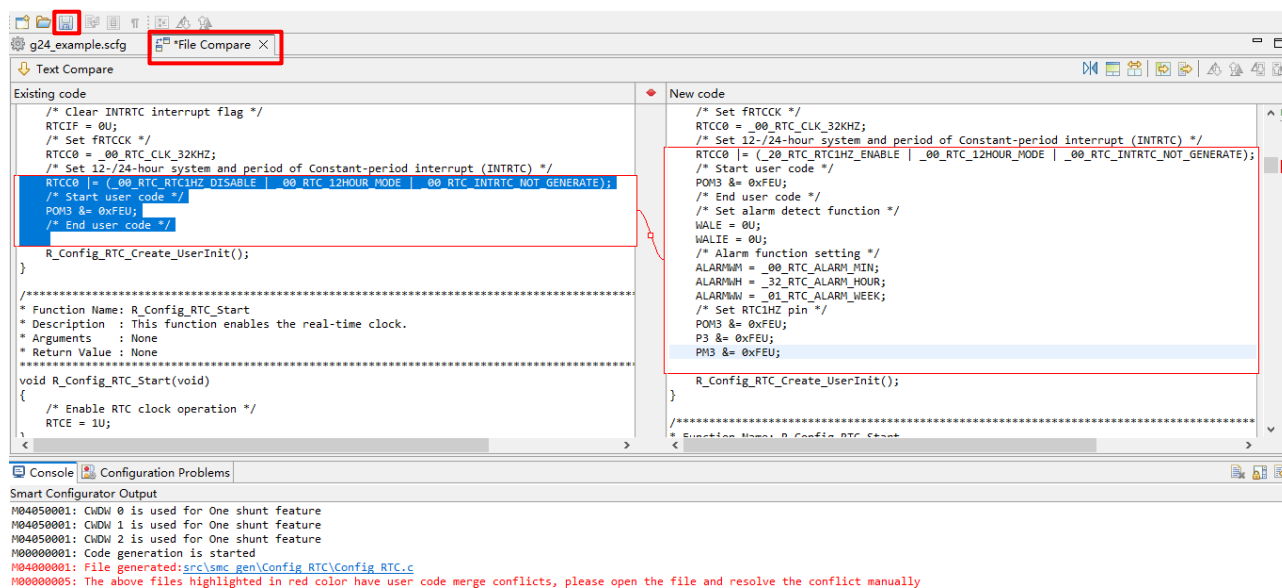 g24_example.scfg
*File Compare
Text Compare
Existing code
/* Clear INTRTC interrupt flag */
RTCIF = 0U;
/* Set fRTCCK */
RTCC0 = _00_RTC_CLK_32KHZ;
/* Set 12-/24-hour system and period of Constant-period interrupt (INTRTC) */
RTCC0 |= (_00_RTC_RTC1HZ_DISABLE | _00_RTC_12HOUR_MODE | _00_RTC_INTRTC_NOT_GENERATE);
/* Start user code */
POM3 &= 0xFEU;
/* End user code */
R_Config_RTC_Create_UserInit();
}
/***********************************************************************************
* Function Name: R_Config_RTC_Start
* Description  : This function enables the real-time clock.
* Arguments    : None
* Return Value : None
************************************************************************************
void R_Config_RTC_Start(void)
{
/* Enable RTC clock operation */
RTCE = 1U;
}
New code
/* Set fRTCCK */
RTCC0 = _00_RTC_CLK_32KHZ;
/* Set 12-/24-hour system and period of Constant-period interrupt (INTRTC) */
RTCC0 |= (_20_RTC_RTC1HZ_ENABLE | _00_RTC_12HOUR_MODE | _00_RTC_INTRTC_NOT_GENERATE);
/* Start user code */
POM3 &= 0xFEU;
/* End user code */
/* Set alarm detect function */
WALE = 0U;
WALIE = 0U;
/* Alarm function setting */
ALARMWM = _00_RTC_ALARM_MIN;
ALARMWH = _32_RTC_ALARM_HOUR;
ALARMWW = _01_RTC_ALARM_WEEK;
/* Set RTC1HZ pin */
POM3 &= 0xFEU;
P3 &= 0xFEU;
PM3 &= 0xFEU;
R_Config_RTC_Create_UserInit();
}
/***********************************************************************************
* Function Name: R_Config_RTC_Start
Console
Configuration Problems
Smart Configurator Output
M04050001: CWDW 0 is used for One shunt feature
M04050001: CWDW 1 is used for One shunt feature
M04050001: CWDW 2 is used for One shunt feature
M00000001: Code generation is started
M04000001: File generated:src\smc_gen\Config_RTC\Config_RTC.c
M00000005: The above files highlighted in red color have user code merge conflicts, please open the file and resolve the conflict manually